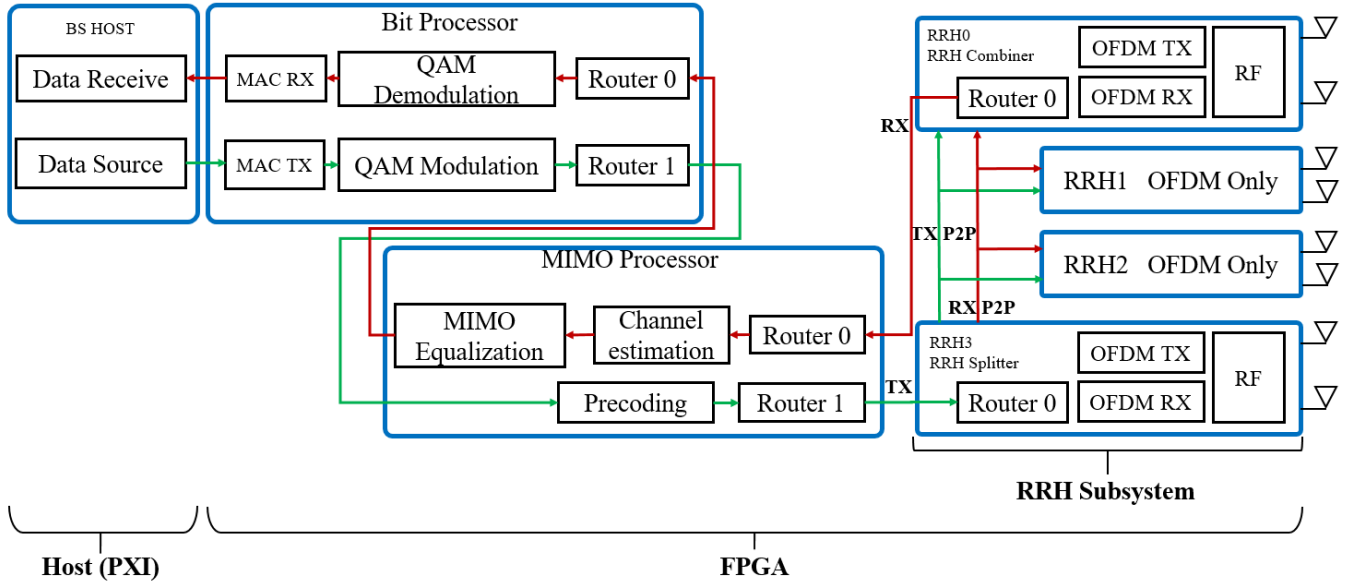 BS HOST
Data Receive
Data Source
Bit Processor
MAC RX
QAM
Demodulation
Router 0
MAC TX
QAM Modulation
Router 1
MIMO Processor
MIMO
Equalization
Channel
estimation
Router 0
Precoding
Router 1
RX
TX
RRH0
RRH Combiner
Router 0
OFDM TX
OFDM RX
RF
TX P2P
RRH1 OFDM Only
RRH2 OFDM Only
RX P2P
RRH3
RRH Splitter
Router 0
OFDM TX
OFDM RX
RF
RRH Subsystem
Host (PXI)
FPGA